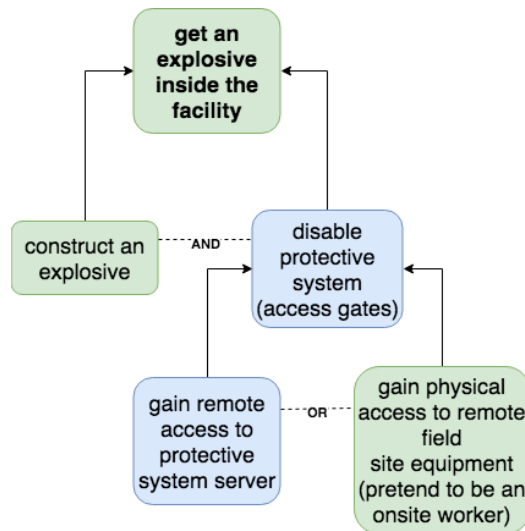 get an
explosive
inside the
facility
construct an
explosive
AND
disable
protective
system
(access gates)
gain remote
access to
protective
system server
OR
gain physical
access to remote
field
site equipment
(pretend to be an
onsite worker)